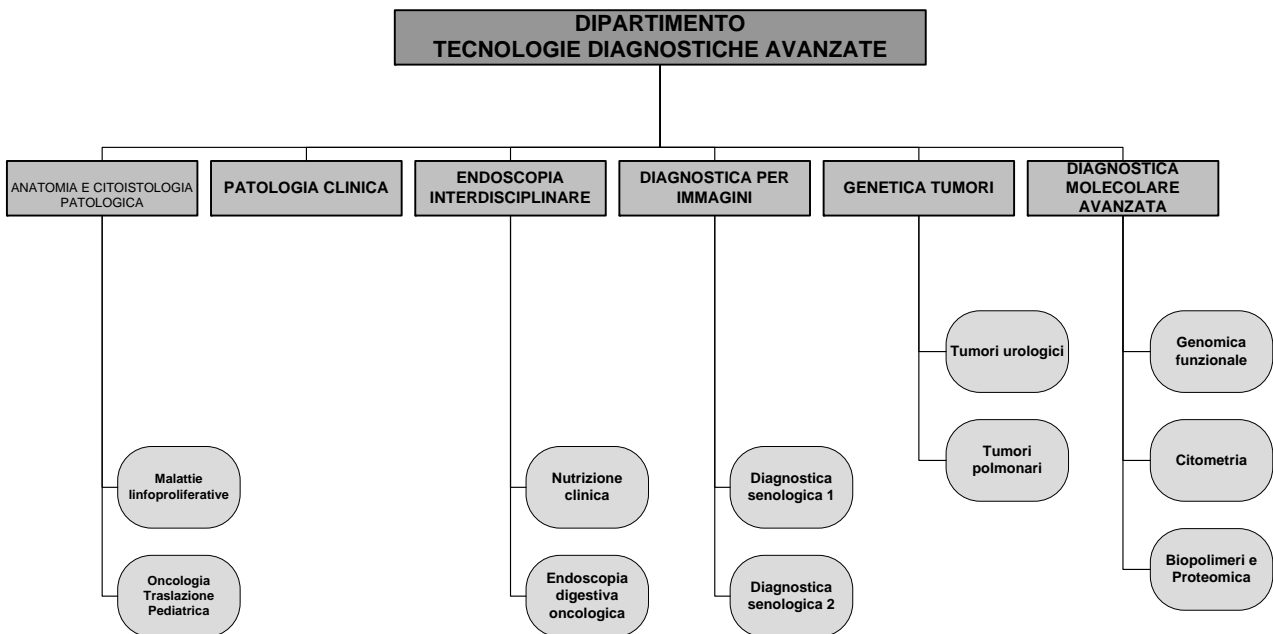 DIPARTIMENTO
TECNOLOGIE DIAGNOSTICHE AVANZATE
ANATOMIA E CITOISTOLOGIA
PATOLOGICA
PATOLOGIA CLINICA
ENDOSCOPIA
INTERDISCIPLINARE
DIAGNOSTICA PER
IMMAGINI
GENETICA TUMORI
DIAGNOSTICA
MOLECOLARE
AVANZATA
Tumori urologici
Genomica
funzionale
Malattie
linfoproliferative
Nutrizione
clinica
Diagnostica
senologica 1
Tumori
polmonari
Citometria
Oncologia
Traslazione
Pediatrica
Endoscopia
digestiva
oncologica
Diagnostica
senologica 2
Biopolimeri e
Proteomica